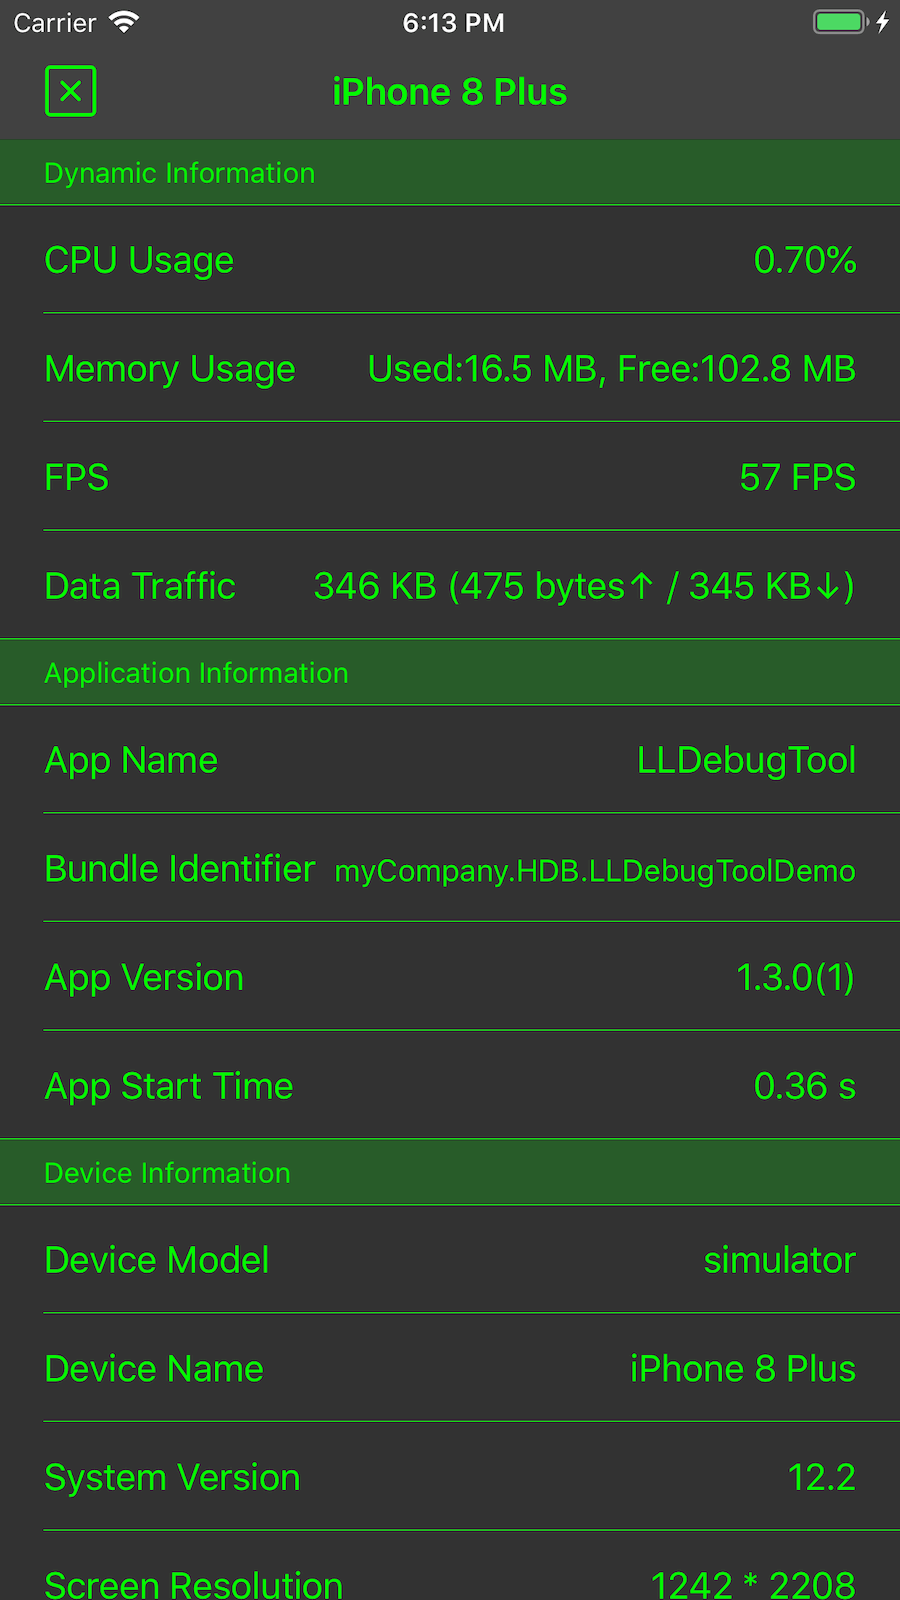 Carrier 6:13 PM
iPhone 8 Plus
Dynamic Information
CPU Usage 0.70%
Memory Usage Used:16.5 MB, Free:102.8 MB
FPS 57 FPS
Data Traffic 346 KB (475 bytes↑ / 345 KB↓)
Application Information
App Name LLDebugTool
Bundle Identifier myCompany.HDB.LLDebugToolDemo
App Version 1.3.0(1)
App Start Time 0.36 s
Device Information
Device Model simulator
Device Name iPhone 8 Plus
System Version 12.2
Screen Resolution 1242 * 2208